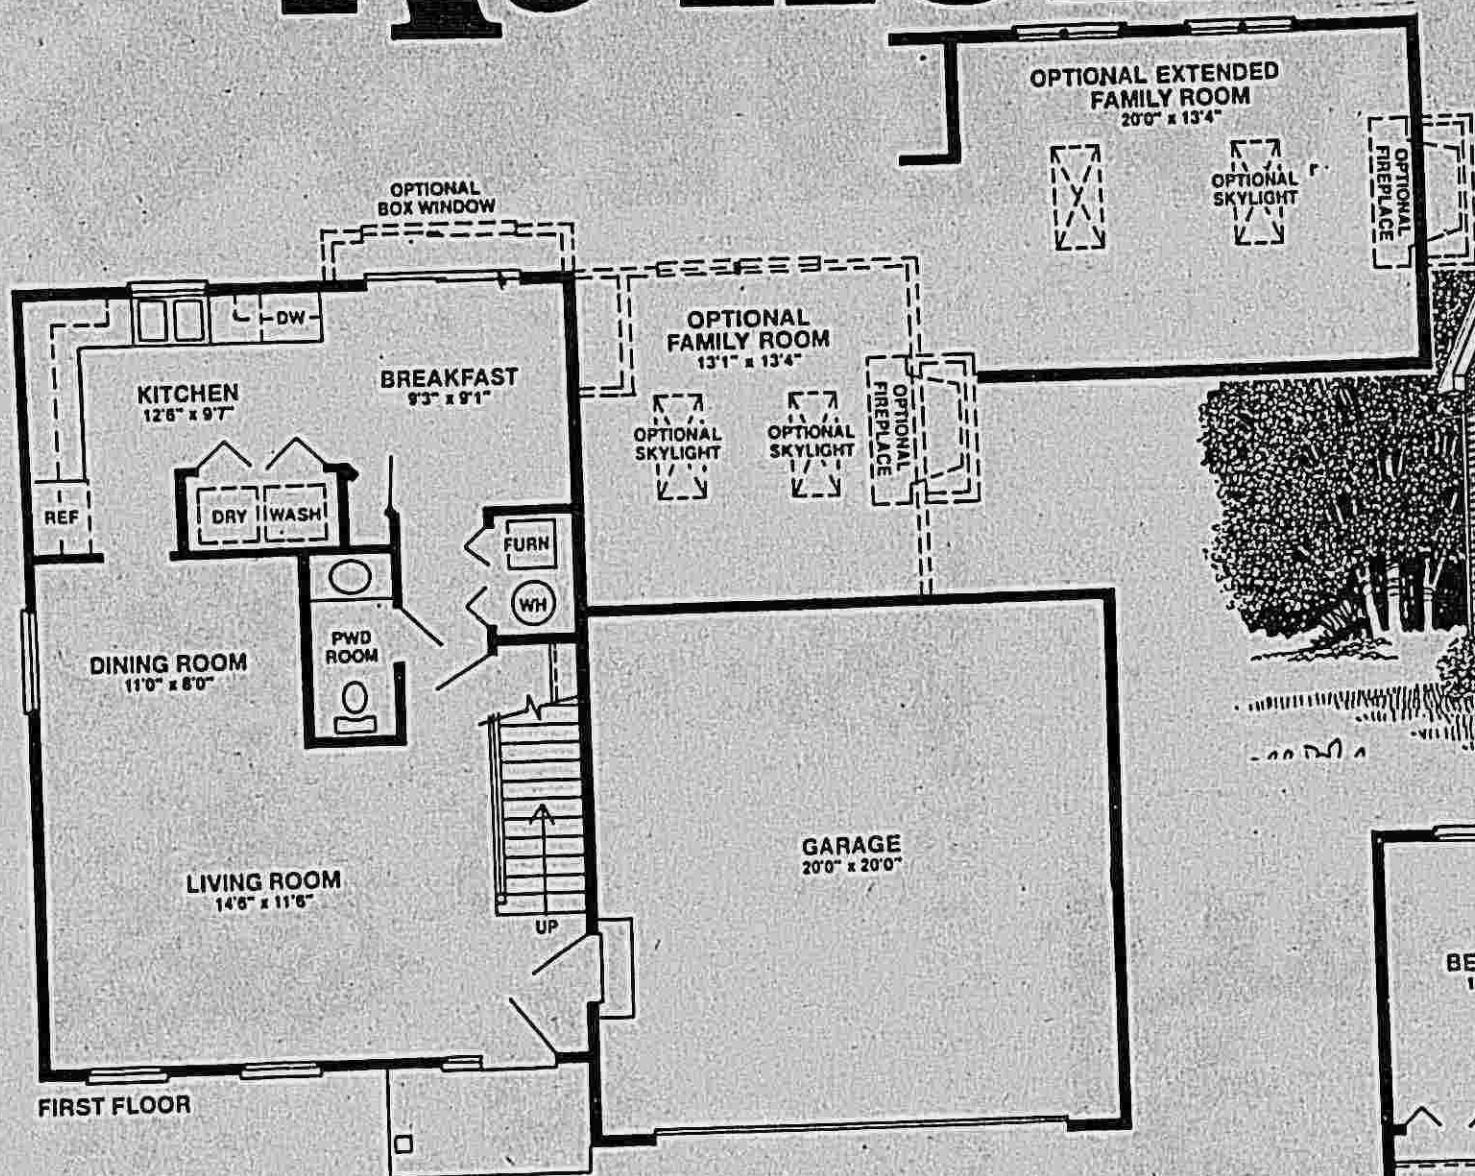 OPTIONAL EXTENDED
FAMILY ROOM
20'0" x 13'4"
OPTIONAL
SKYLIGHT
OPTIONAL
FIREPLACE
OPTIONAL
BOX WINDOW
DW
KITCHEN
12'6" x 9'7"
BREAKFAST
9'3" x 9'1"
OPTIONAL
FAMILY ROOM
13'1" x 13'4"
OPTIONAL
SKYLIGHT
OPTIONAL
SKYLIGHT
OPTIONAL
FIREPLACE
REF
DRY
WASH
FURN
WH
PWD
ROOM
DINING ROOM
11'0" x 8'0"
LIVING ROOM
14'6" x 11'6"
UP
GARAGE
20'0" x 20'0"
FIRST FLOOR
BE